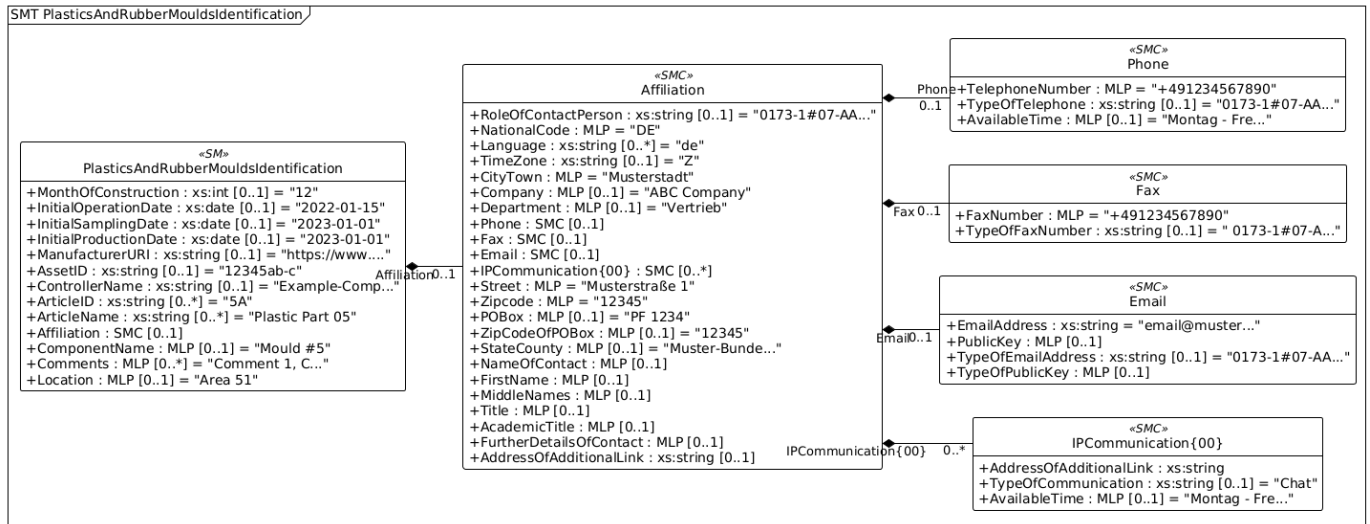 SMT PlasticsAndRubberMouldsIdentification
«SM»
PlasticsAndRubberMouldsIdentification
+MonthOfConstruction : xs:int [0..1] = "12"
+InitialOperationDate : xs:date [0..1] = "2022-01-15"
+InitialSamplingDate : xs:date [0..1] = "2023-01-01"
+InitialProductionDate : xs:date [0..1] = "2023-01-01"
+ManufacturerURI : xs:string [0..1] = "https://www...."
+AssetID : xs:string [0..1] = "12345ab-c"
+ControllerName : xs:string [0..1] = "Example-Comp..."
+ArticleID : xs:string [0..*] = "5A"
+ArticleName : xs:string [0..*] = "Plastic Part 05"
+Affiliation : SMC [0..1]
+ComponentName : MLP [0..1] = "Mould #5"
+Comments : MLP [0..*] = "Comment 1, C..."
+Location : MLP [0..1] = "Area 51"
Affiliation 0..1
«SMC»
Affiliation
+RoleOfContactPerson : xs:string [0..1] = "0173-1#07-AA..."
+NationalCode : MLP = "DE"
+Language : xs:string [0..*] = "de"
+TimeZone : xs:string [0..1] = "Z"
+CityTown : MLP = "Musterstadt"
+Company : MLP [0..1] = "ABC Company"
+Department : MLP [0..1] = "Vertrieb"
+Phone : SMC [0..1]
+Fax : SMC [0..1]
+Email : SMC [0..1]
+IPCommunication{00} : SMC [0..*]
+Street : MLP = "Musterstraße 1"
+Zipcode : MLP = "12345"
+POBox : MLP [0..1] = "PF 1234"
+ZipCodeOfPOBox : MLP [0..1] = "12345"
+StateCounty : MLP [0..1] = "Muster-Bunde..."
+NameOfContact : MLP [0..1]
+FirstName : MLP [0..1]
+MiddleNames : MLP [0..1]
+Title : MLP [0..1]
+AcademicTitle : MLP [0..1]
+FurtherDetailsOfContact : MLP [0..1]
+AddressOfAdditionalLink : xs:string [0..1]
Phone
0..1
«SMC»
Phone
+TelephoneNumber : MLP = "+491234567890"
+TypeOfTelephone : xs:string [0..1] = "0173-1#07-AA..."
+AvailableTime : MLP [0..1] = "Montag - Fre..."
Fax 0..1
«SMC»
Fax
+FaxNumber : MLP = "+491234567890"
+TypeOfFaxNumber : xs:string [0..1] = " 0173-1#07-A..."
Email 0..1
«SMC»
Email
+EmailAddress : xs:string = "email@muster..."
+PublicKey : MLP [0..1]
+TypeOfEmailAddress : xs:string [0..1] = "0173-1#07-AA..."
+TypeOfPublicKey : MLP [0..1]
IPCommunication{00} 0..*
«SMC»
IPCommunication{00}
+AddressOfAdditionalLink : xs:string
+TypeOfCommunication : xs:string [0..1] = "Chat"
+AvailableTime : MLP [0..1] = "Montag - Fre..."